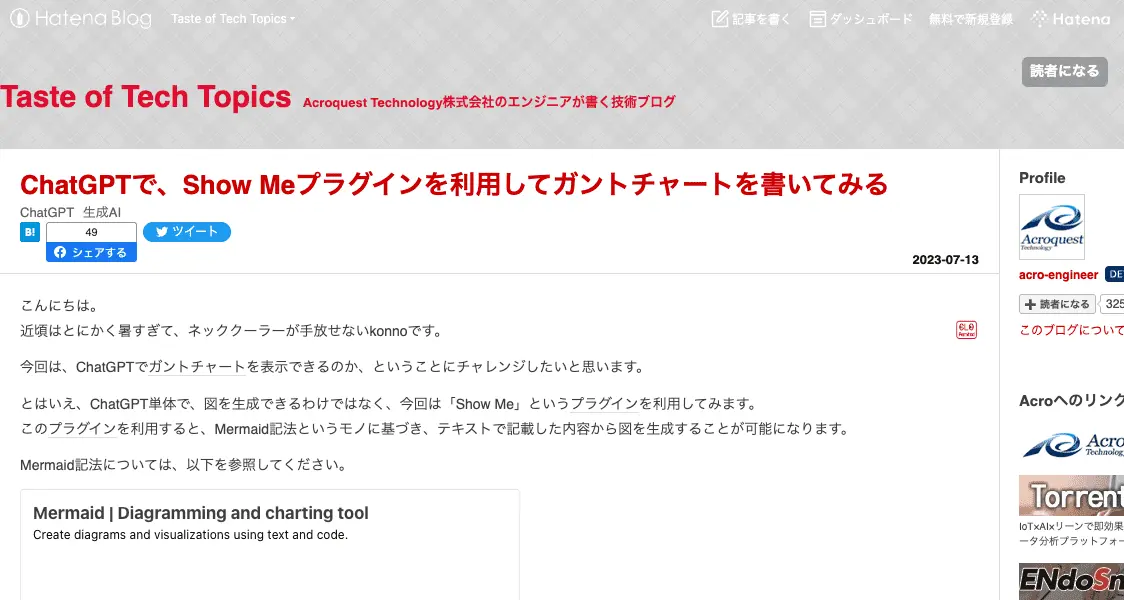 Hatena Blog
Taste of Tech Topics
記事を書く
ダッシュボード
無料で新規登録
Hatena
読者になる
Taste of Tech Topics
Acroquest Technology株式会社のエンジニアが書く技術ブログ
ChatGPTで、Show Meプラグインを利用してガントチャートを書いてみる
ChatGPT 生成AI
B!
49
ツイート
シェアする
2023-07-13
こんにちは。
近頃はとにかく暑すぎて、ネッククーラーが手放せないkonnoです。
今回は、ChatGPTでガントチャートを表示できるのか、ということにチャレンジしたいと思います。
とはいえ、ChatGPT単体で、図を生成できるわけではなく、今回は「Show Me」というプラグインを利用してみます。
このプラグインを利用すると、Mermaid記法というモノに基づき、テキストで記載した内容から図を生成することが可能になります。
Mermaid記法については、以下を参照してください。
Mermaid | Diagramming and charting tool
Create diagrams and visualizations using text and code.
Profile
Acroquest
Technology
acro-engineer
DE
読者になる
325
このブログについて
Acroへのリンク
Acro
Technolog
Torrent
IoT×AI×リーンで即効果
ータ分析プラットフォー
ENdoSn